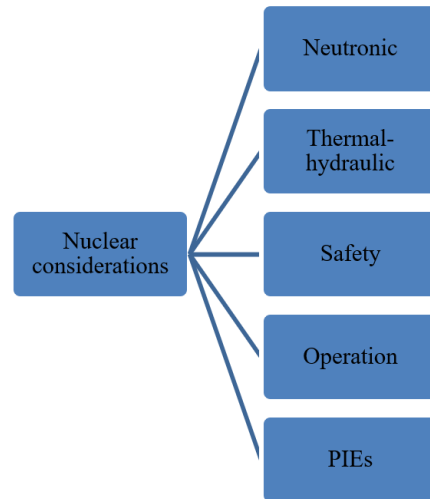 Neutronic
Thermal-
hydraulic
Nuclear
considerations
Safety
Operation
PIEs